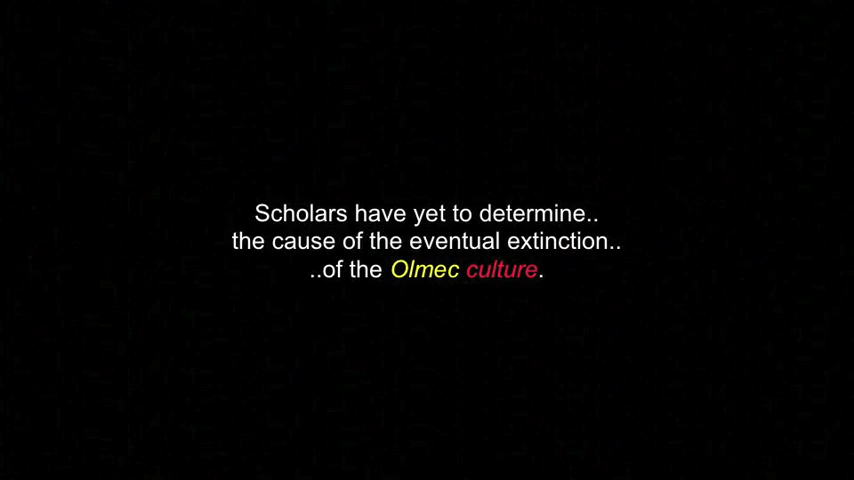 Scholars have yet to determine..
the cause of the eventual extinction..
..of the Olmec culture.